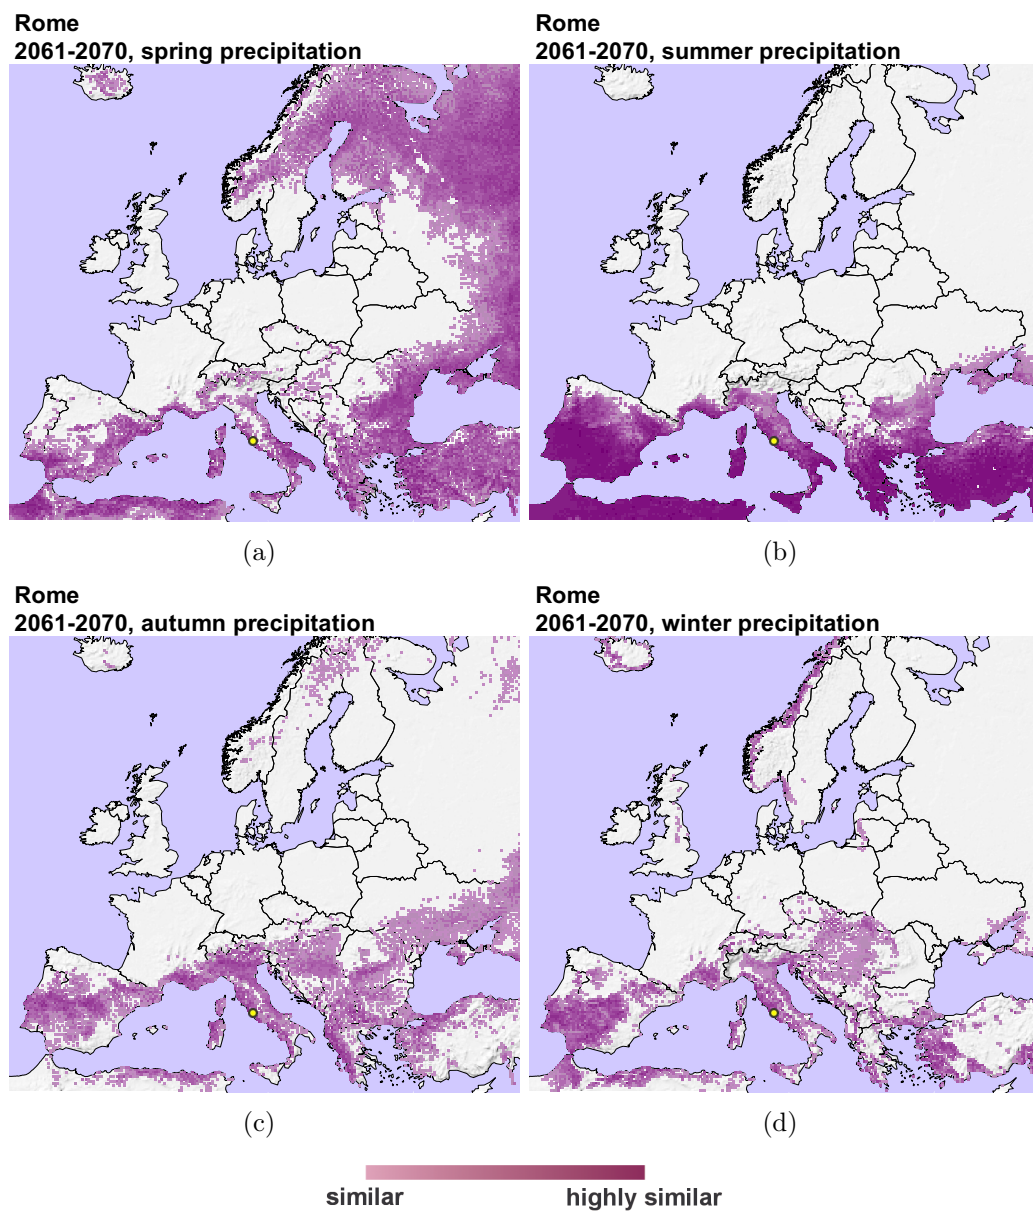 Rome
2061-2070, spring precipitation
Rome
2061-2070, summer precipitation
(a)
(b)
Rome
2061-2070, autumn precipitation
Rome
2061-2070, winter precipitation
(c)
(d)
similar
highly similar